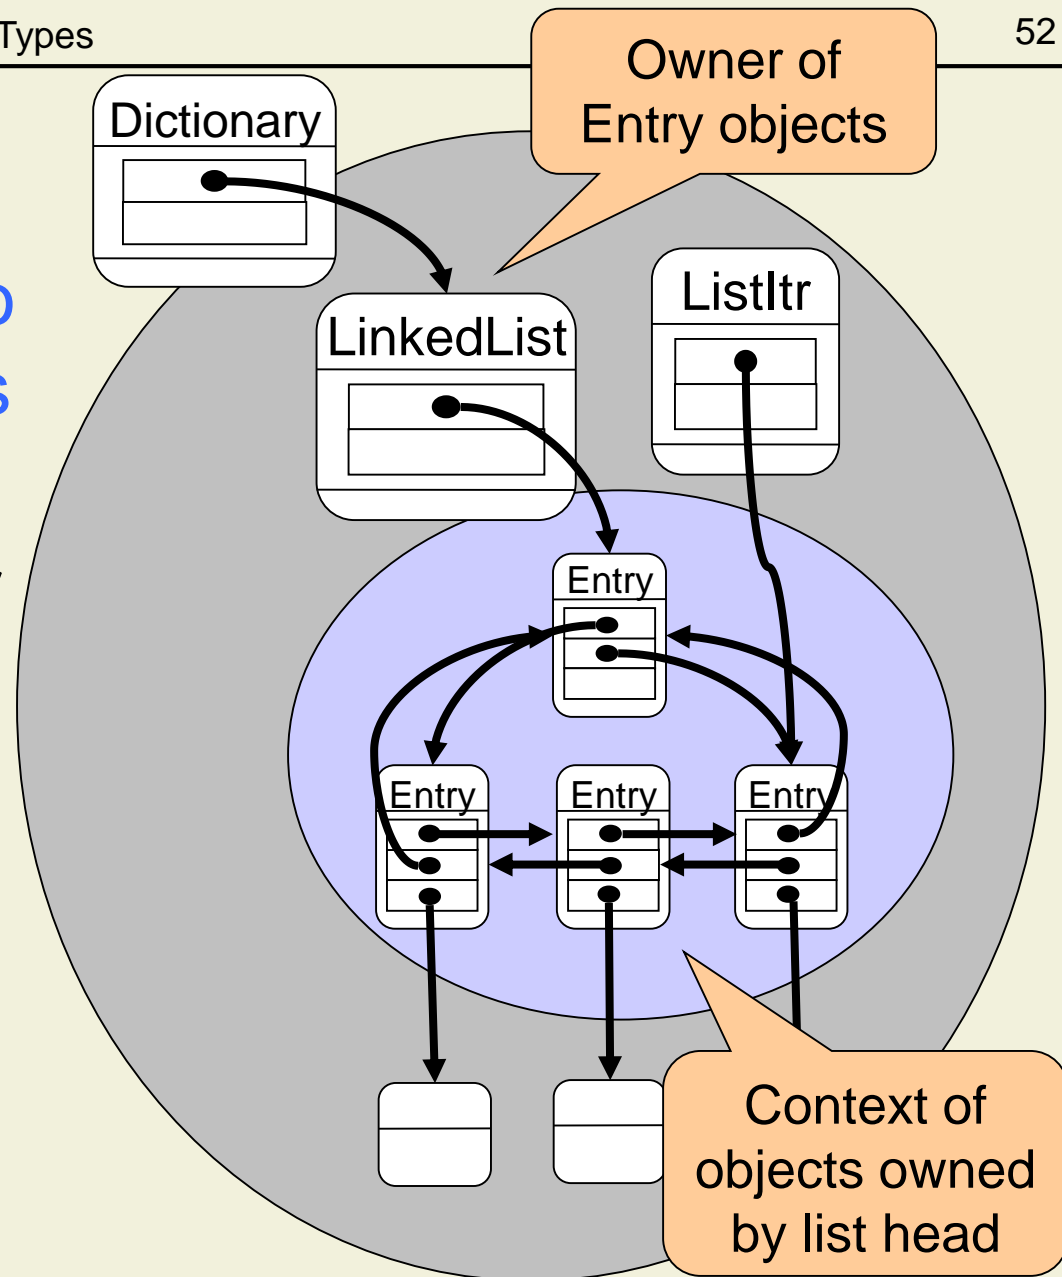 Types
52
Owner of
Entry objects
Dictionary
ListItr
LinkedList
Entry
Entry
Entry
Entry
Context of
objects owned
by list head